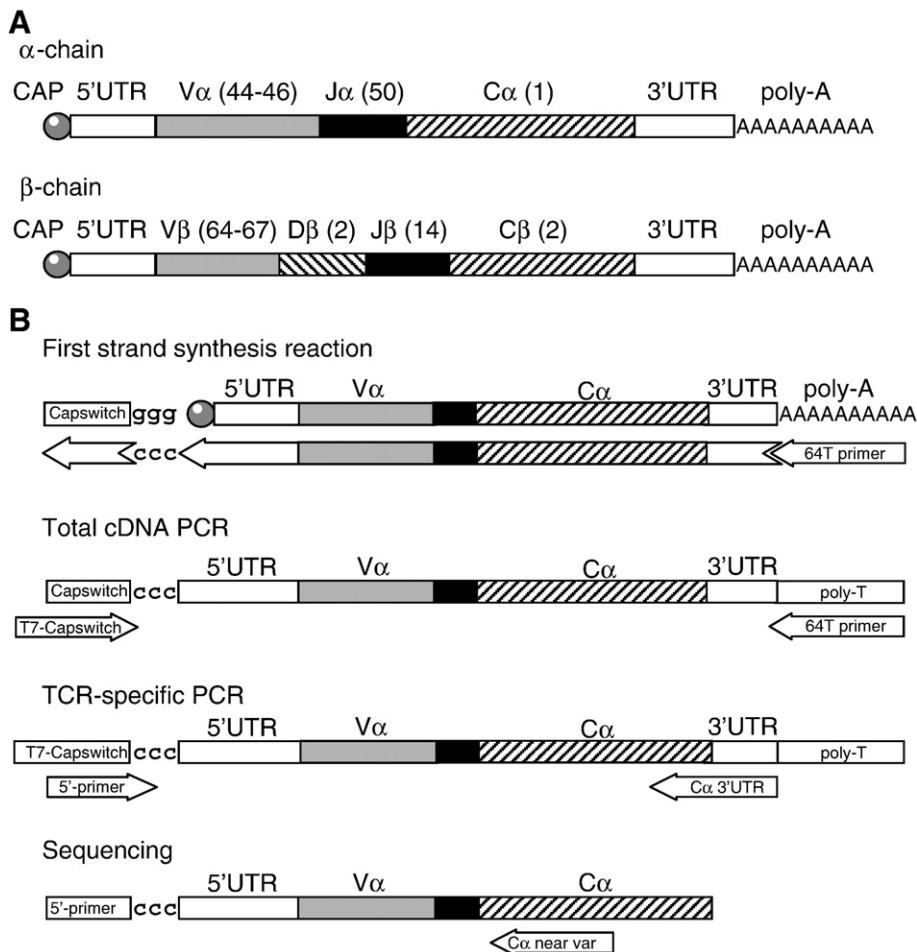 A
α-chain
CAP 5'UTR Vα (44-46) Jα (50) Cα (1) 3'UTR poly-A
AAAAAAAAAA
β-chain
CAP 5'UTR Vβ (64-67) Dβ (2) Jβ (14) Cβ (2) 3'UTR poly-A
AAAAAAAAAA
B
First strand synthesis reaction
5'UTR Vα Cα 3'UTR poly-A
Capswitch ggg AAAAAAAAAA
ccc 64T primer
Total cDNA PCR
5'UTR Vα Cα 3'UTR
Capswitch ccc poly-T
T7-Capswitch 64T primer
TCR-specific PCR
5'UTR Vα Cα 3'UTR
T7-Capswitch ccc poly-T
5'-primer Cα 3'UTR
Sequencing
5'UTR Vα Cα
5'-primer ccc
Cα near var